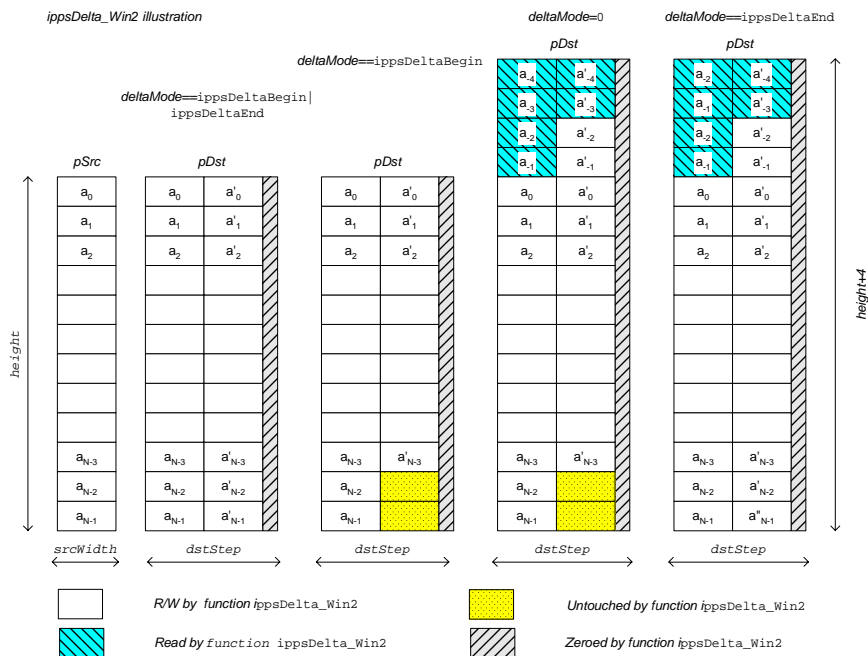 ippsDelta_Win2 illustration
deltaMode=0 deltaMode==ippsDeltaEnd
pDst pDst
deltaMode==ippsDeltaBegin
deltaMode==ippsDeltaBegin|
ippsDeltaEnd
a-4 a'-4 a-2 a'-4
a-3 a'-3 a-1 a'-3
a-2 a'-2 a-2 a'-2
a-1 a'-1 a-1 a'-1
pSrc pDst pDst
a0 a0 a'0 a0 a'0 a0 a'0 a0 a'0
a1 a1 a'1 a1 a'1 a1 a'1 a1 a'1
a2 a2 a'2 a2 a'2 a2 a'2 a2 a'2
height
height+4
aN-3 aN-3 a'N-3 aN-3 a'N-3 aN-3 a'N-3 aN-3 a'N-3
aN-2 aN-2 a'N-2 aN-2 aN-2 aN-2 a'N-2
aN-1 aN-1 a'N-1 aN-1 aN-1 aN-1 a"N-1
srcWidth dstStep dstStep dstStep dstStep
R/W by function ippsDelta_Win2 Untouched by function ippsDelta_Win2
Read by function ippsDelta_Win2 Zeroed by function ippsDelta_Win2